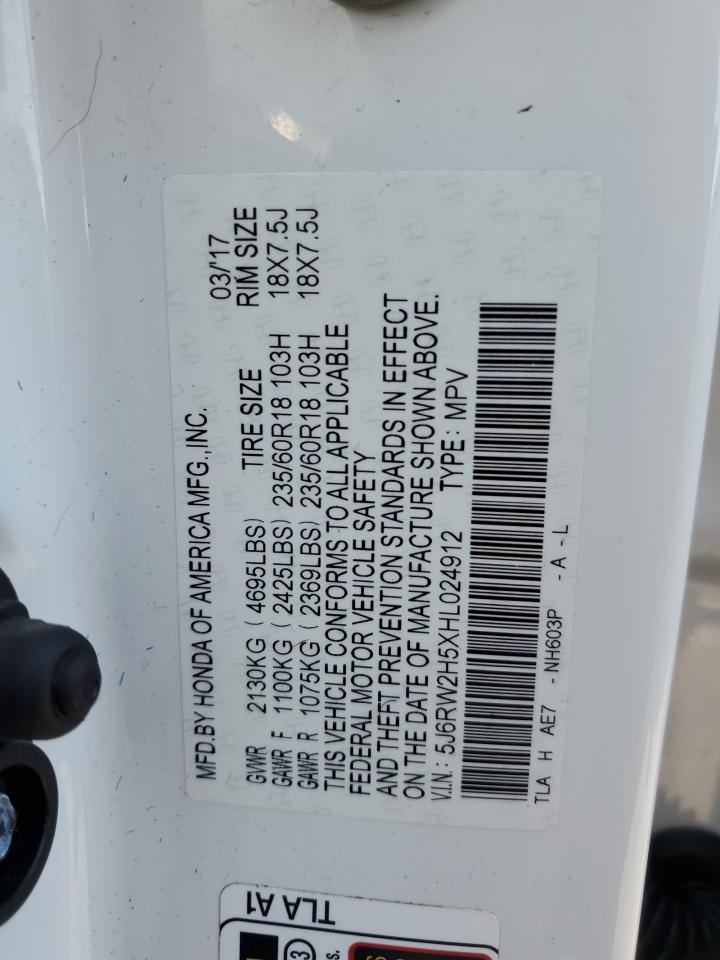 MFD.BY HONDA OF AMERICA MFG.,INC. 03/'17
GVWR 2130KG ( 4695LBS) TIRE SIZE RIM SIZE
GAWR F 1100KG ( 2425LBS) 235/60R18 103H 18X7.5J
GAWR R 1075KG ( 2369LBS) 235/60R18 103H 18X7.5J
THIS VEHICLE CONFORMS TO ALL APPLICABLE
FEDERAL MOTOR VEHICLE SAFETY
AND THEFT PREVENTION STANDARDS IN EFFECT
ON THE DATE OF MANUFACTURE SHOWN ABOVE.
V.I.N.: 5J6RW2H5XHL024912 TYPE: MPV
TLA H AE7 - NH603P - A - L
TLA A1
3
s.